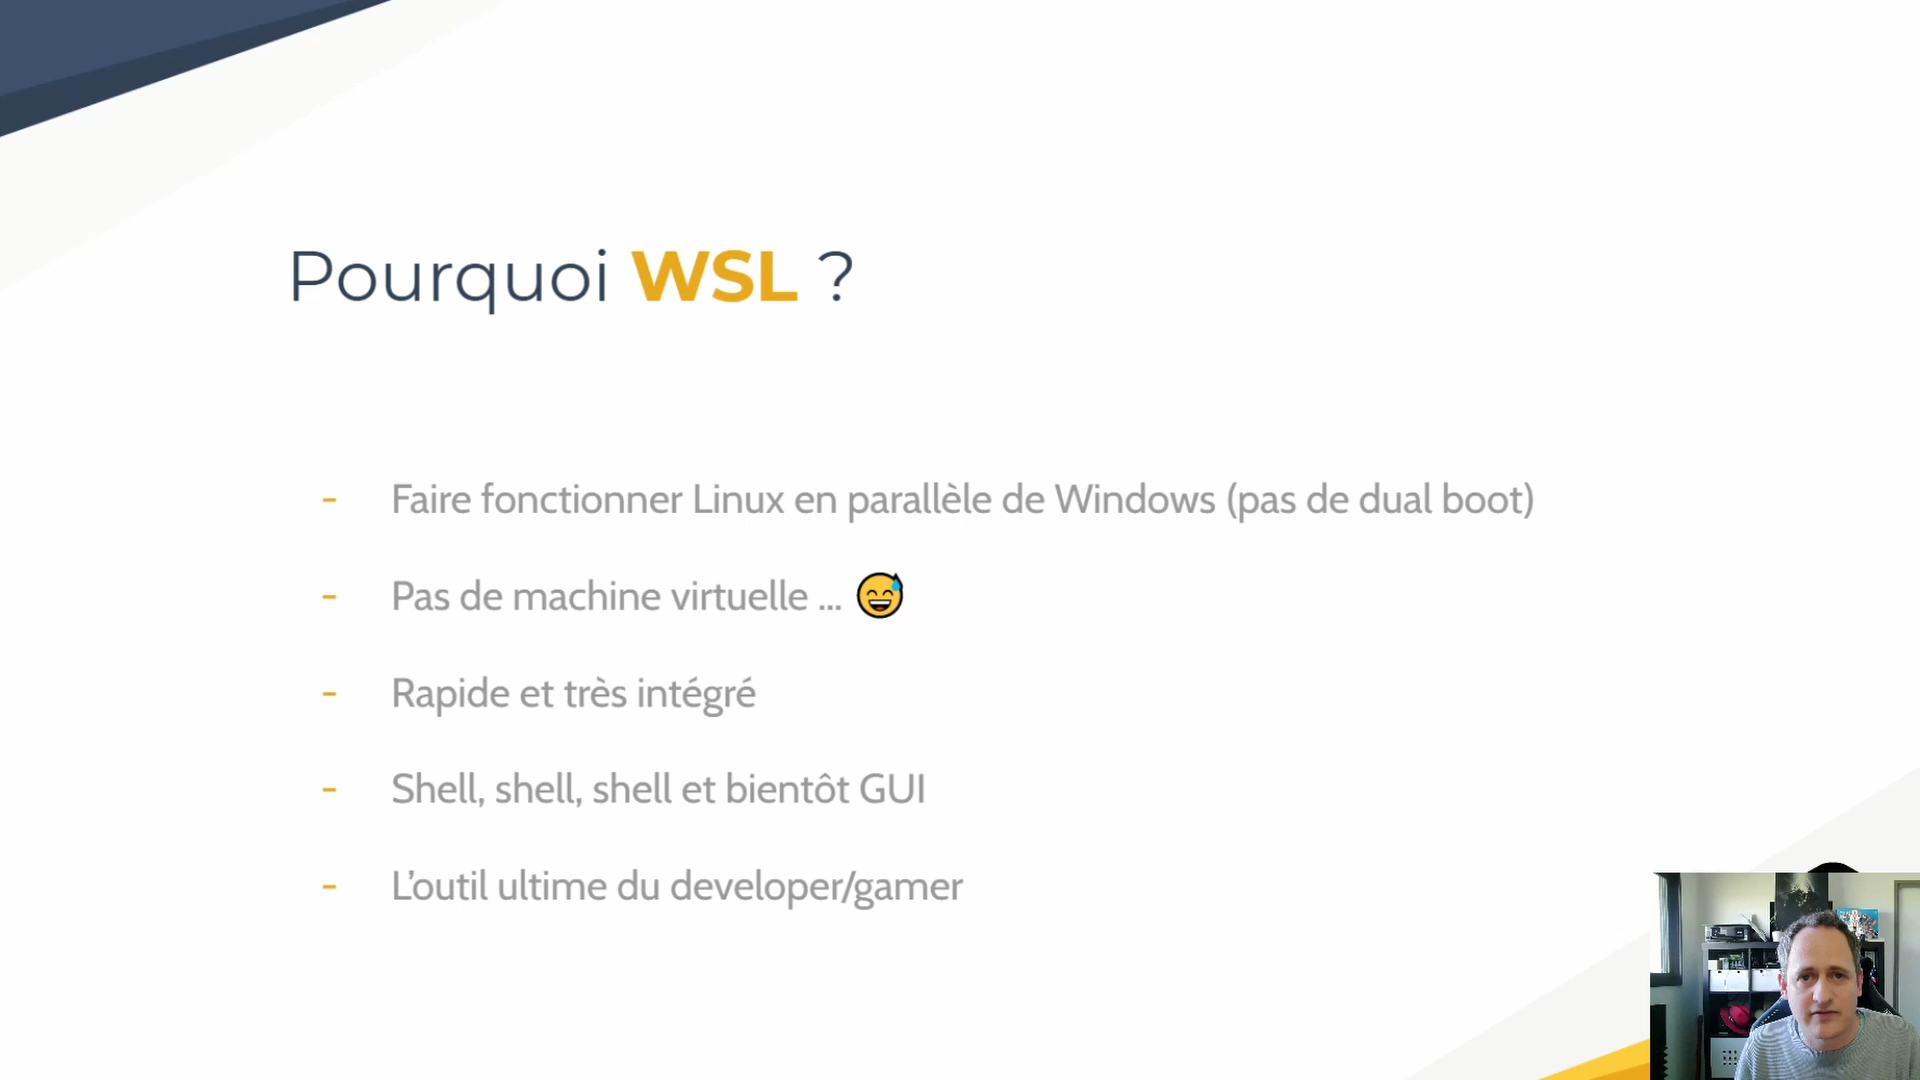 Pourquoi WSL ?
- Faire fonctionner Linux en parallèle de Windows (pas de dual boot)
- Pas de machine virtuelle ... 😅
- Rapide et très intégré
- Shell, shell, shell et bientôt GUI
- L’outil ultime du developer/gamer